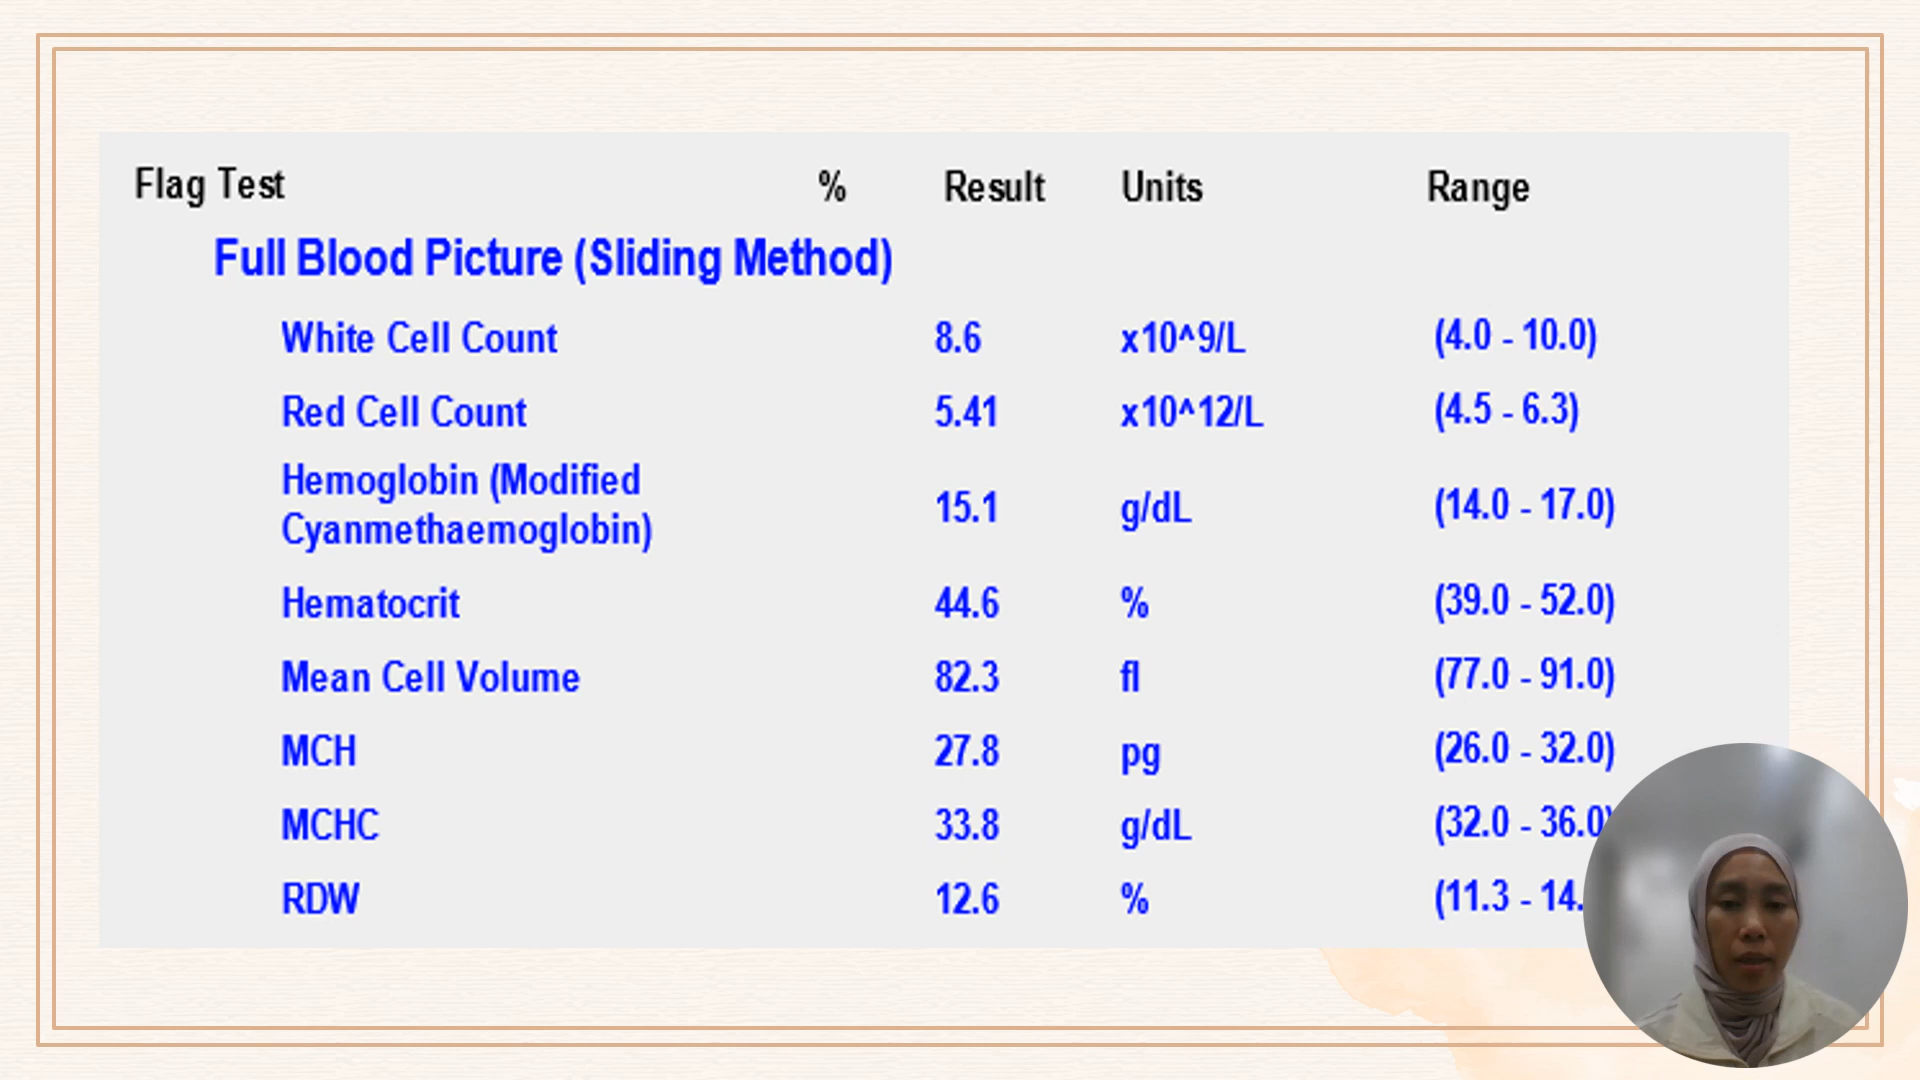 Flag Test % Result Units Range
Full Blood Picture (Sliding Method)
White Cell Count 8.6 x10^9/L (4.0 - 10.0)
Red Cell Count 5.41 x10^12/L (4.5 - 6.3)
Hemoglobin (Modified
Cyanmethaemoglobin) 15.1 g/dL (14.0 - 17.0)
Hematocrit 44.6 % (39.0 - 52.0)
Mean Cell Volume 82.3 fl (77.0 - 91.0)
MCH 27.8 pg (26.0 - 32.0)
MCHC 33.8 g/dL (32.0 - 36.0)
RDW 12.6 % (11.3 - 14.